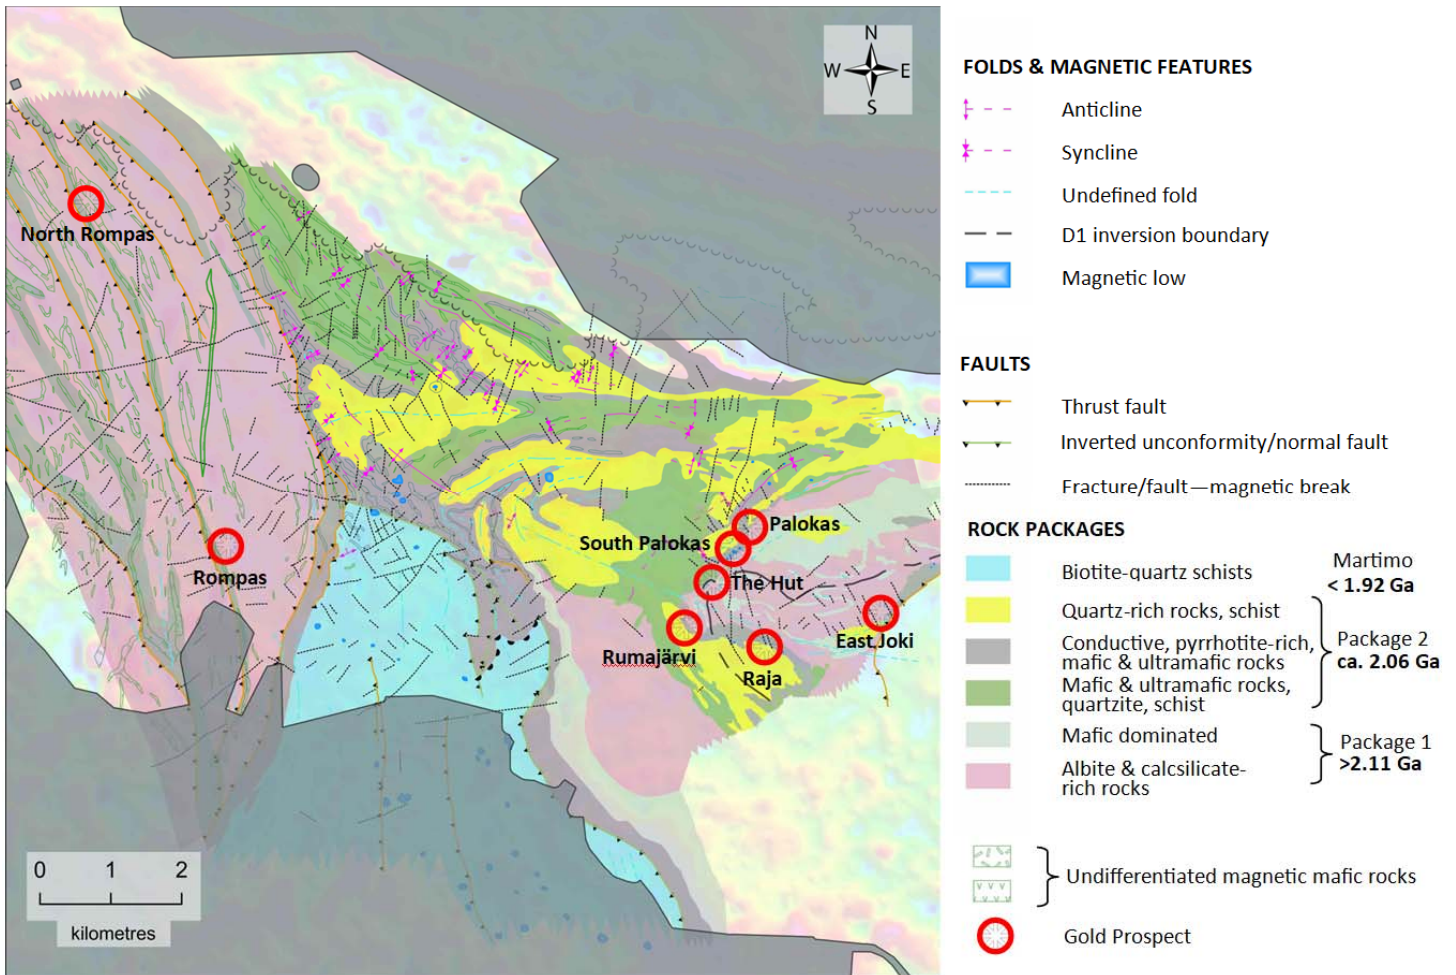 N
W E
S
North Rompas
Rompas
Palokas
South Palokas
The Hut
East Joki
Rumajärvi
Raja
0 1 2
kilometres
FOLDS & MAGNETIC FEATURES
Anticline
Syncline
Undefined fold
D1 inversion boundary
Magnetic low
FAULTS
Thrust fault
Inverted unconformity/normal fault
Fracture/fault—magnetic break
ROCK PACKAGES
Biotite-quartz schists
Martimo
< 1.92 Ga
Quartz-rich rocks, schist
Conductive, pyrrhotite-rich,
mafic & ultramafic rocks
Mafic & ultramafic rocks,
quartzite, schist
Package 2
ca. 2.06 Ga
Mafic dominated
Albite & calcsilicate-
rich rocks
Package 1
>2.11 Ga
Undifferentiated magnetic mafic rocks
Gold Prospect